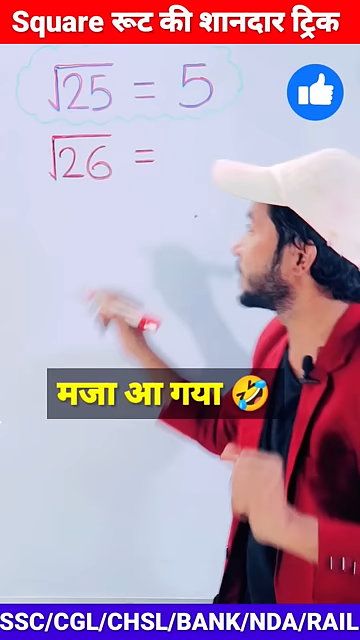 Square रूट की शानदार ट्रिक
√25 = 5
√26 =
मजा आ गया 🤣
SSC/CGL/CHSL/BANK/NDA/RAIL